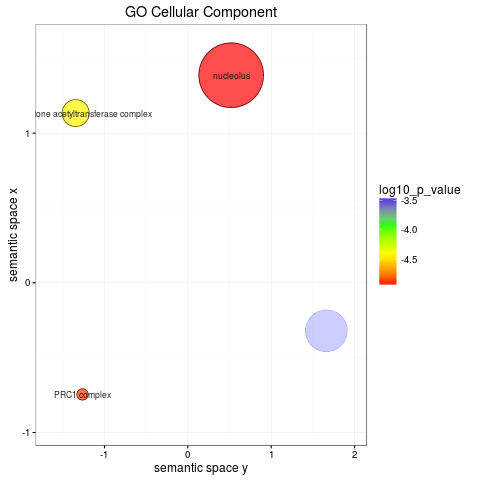 GO Cellular Component
nucleolus
tone acetyltransferase complex
PRC1 complex
1
0
-1
-1
0
1
2
semantic space x
semantic space y
log10_p_value
-3.5
-4.0
-4.5